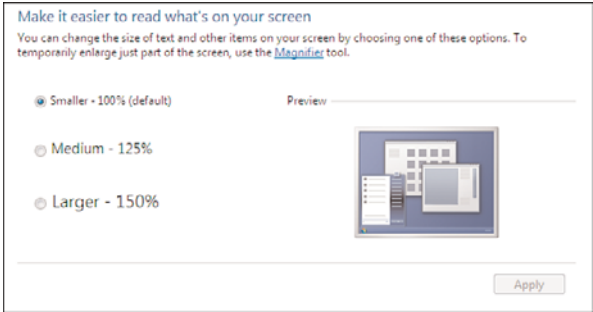 Make it easier to read what's on your screen
You can change the size of text and other items on your screen by choosing one of these options. To
temporarily enlarge just part of the screen, use the Magnifier tool.
Smaller - 100% (default)
Preview
Medium - 125%
Larger - 150%
Apply